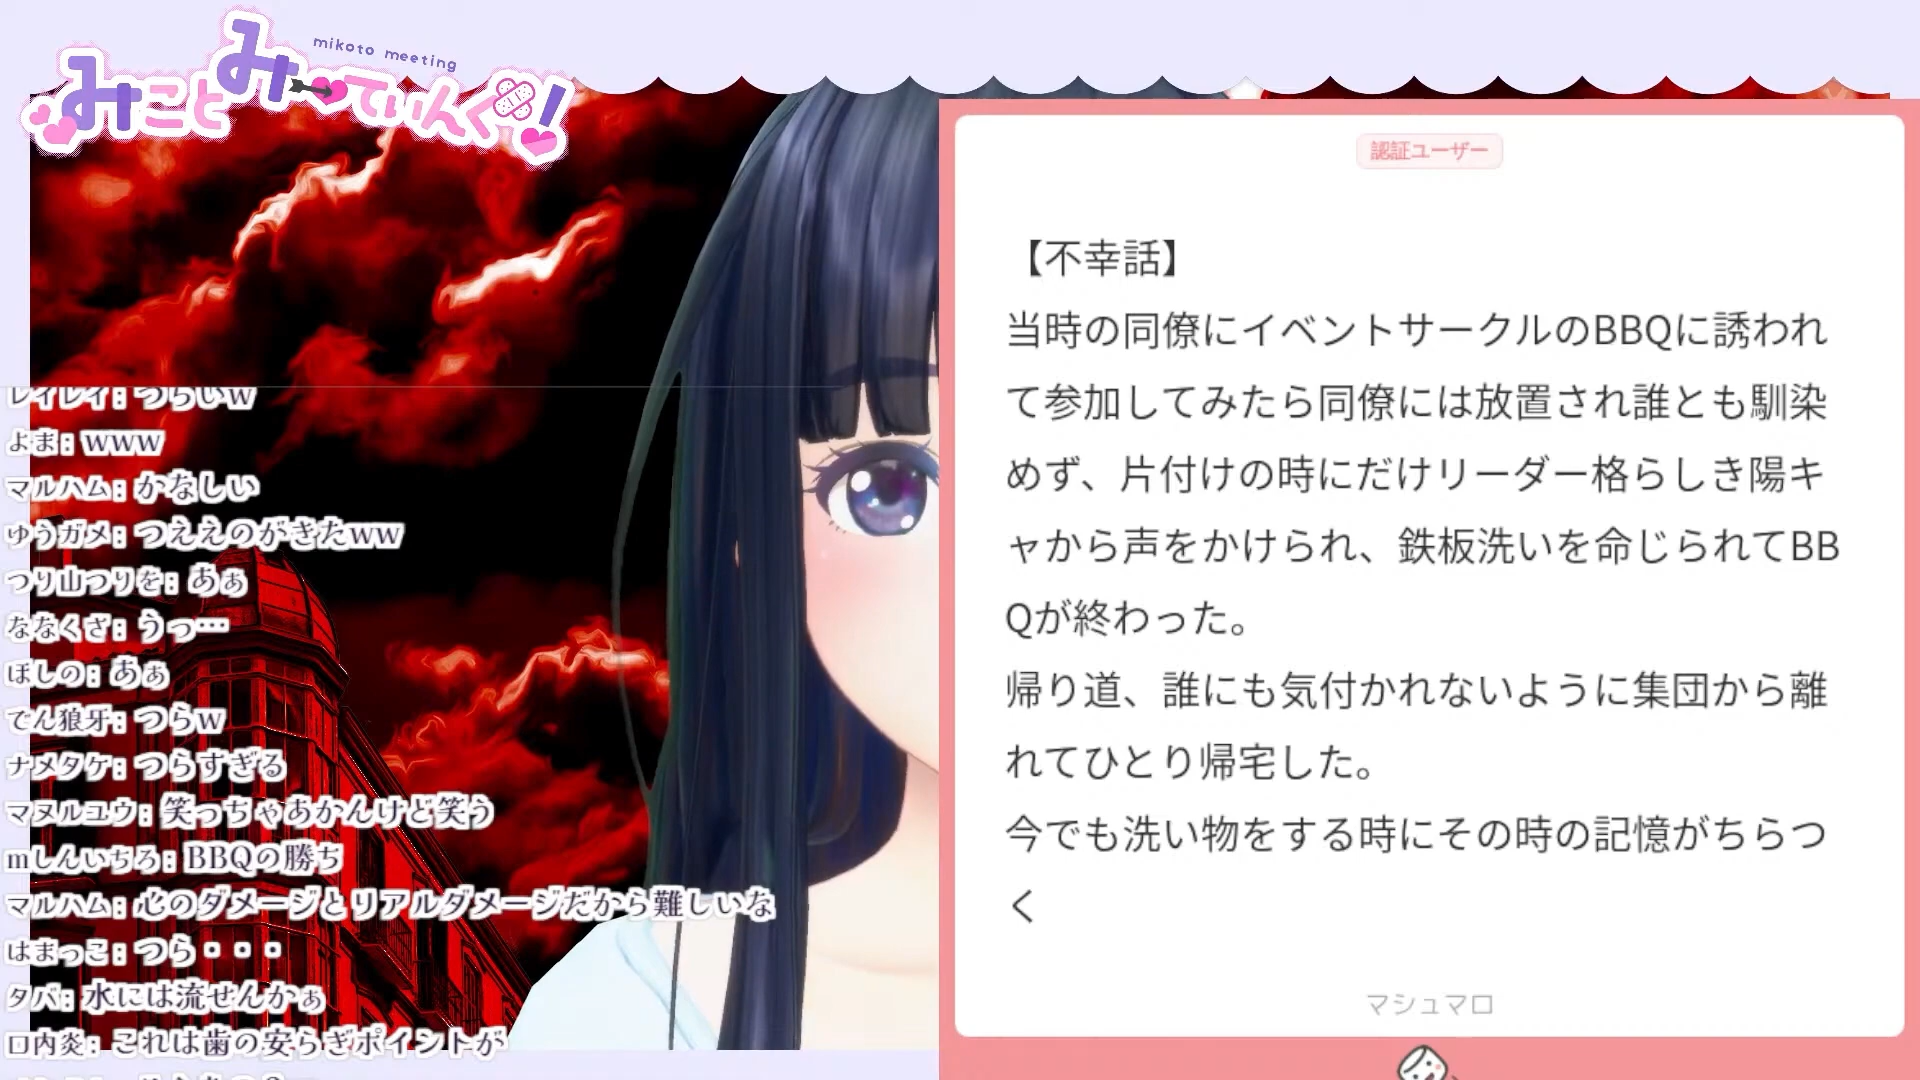 mikoto meeting
みことみーてぃんぐ!
認証ユーザー
【不幸話】
当時の同僚にイベントサークルのBBQに誘われ
て参加してみたら同僚には放置され誰とも馴染
めず、片付けの時にだけリーダー格らしき陽キ
ャから声をかけられ、鉄板洗いを命じられてBB
Qが終わった。
帰り道、誰にも気付かれないように集団から離
れてひとり帰宅した。
今でも洗い物をする時にその時の記憶がちらつ
く
マシュマロ
レイレイ: つらいw
よま: www
マルハム: かなしい
ゆうガメ: つええのがきたww
つり山つりを: あぁ
ななくさ: うっ…
ぼしの: あぁ
でん狼牙: つらw
ナメタケ: つらすぎる
マヌルユウ: 笑っちゃあかんけど笑う
mしんいちろ: BBQの勝ち
マルハム: 心のダメージとリアルダメージだから難しいな
はまっこ: つら・・・
タバ: 水には流せんかぁ
口内炎: これは歯の安らぎポイントが